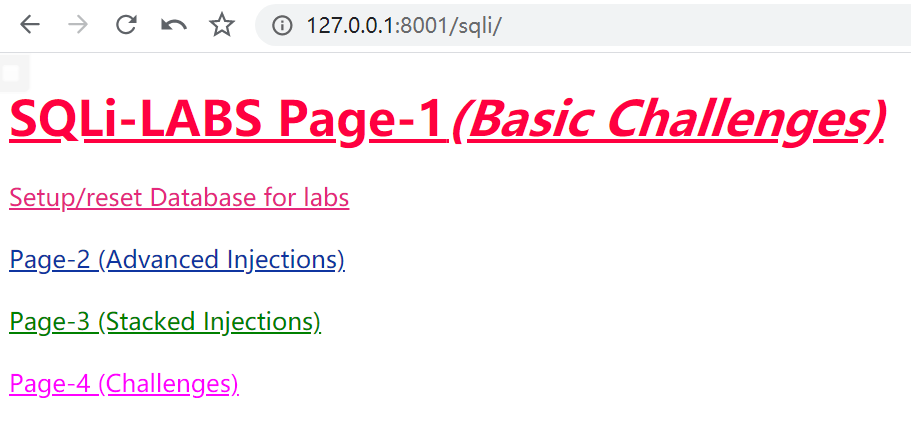 127.0.0.1:8001/sqli/
SQLi-LABS Page-1(Basic Challenges)
Setup/reset Database for labs
Page-2 (Advanced Injections)
Page-3 (Stacked Injections)
Page-4 (Challenges)